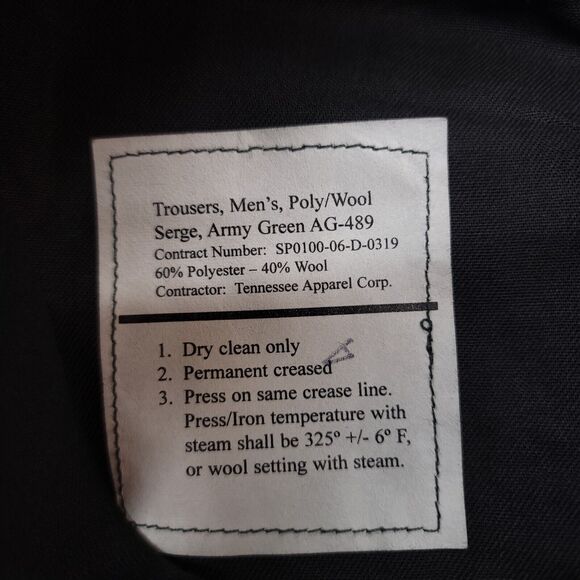 Trousers, Men's, Poly/Wool
Serge, Army Green AG-489
Contract Number: SP0100-06-D-0319
60% Polyester – 40% Wool
Contractor: Tennessee Apparel Corp.
1. Dry clean only
2. Permanent creased
3. Press on same crease line.
Press/Iron temperature with
steam shall be 325º +/- 6º F,
or wool setting with steam.